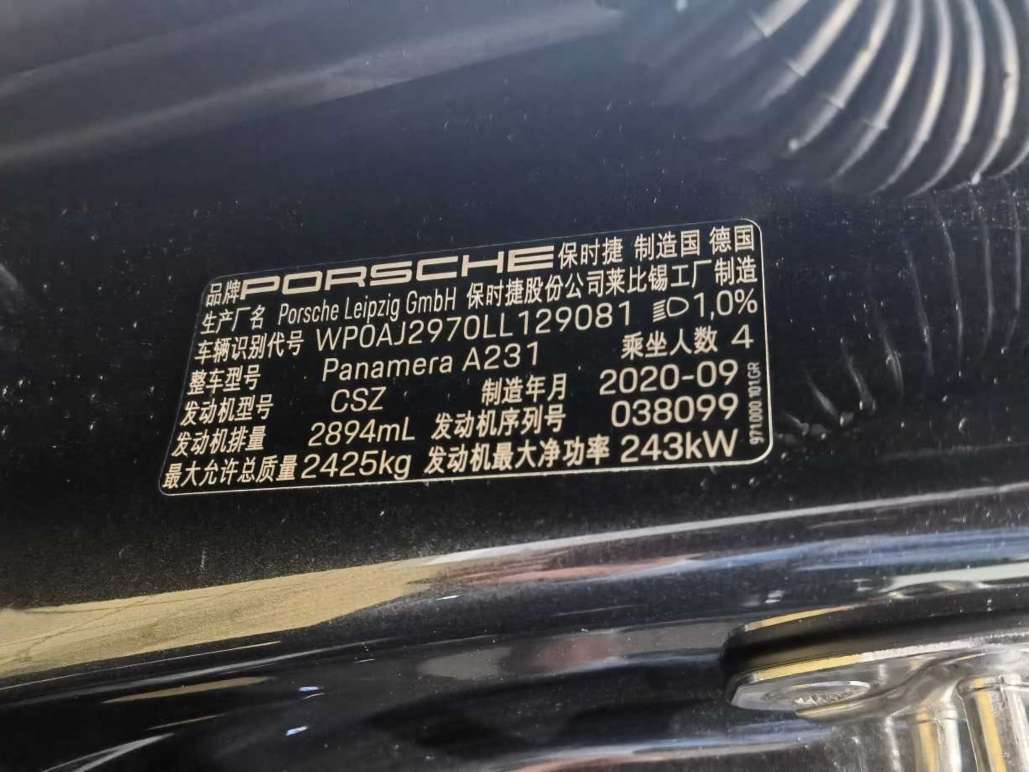 品牌 PORSCHE 保时捷 制造国 德国
生产厂名 Porsche Leipzig GmbH 保时捷股份公司莱比锡工厂制造
车辆识别代号 WP0AJ2970LL129081 1,0%
整车型号 Panamera A231 乘坐人数 4
发动机型号 CSZ 制造年月 2020-09
发动机排量 2894mL 发动机序列号 038099
最大允许总质量 2425kg 发动机最大净功率 243kW
971.000.101GR